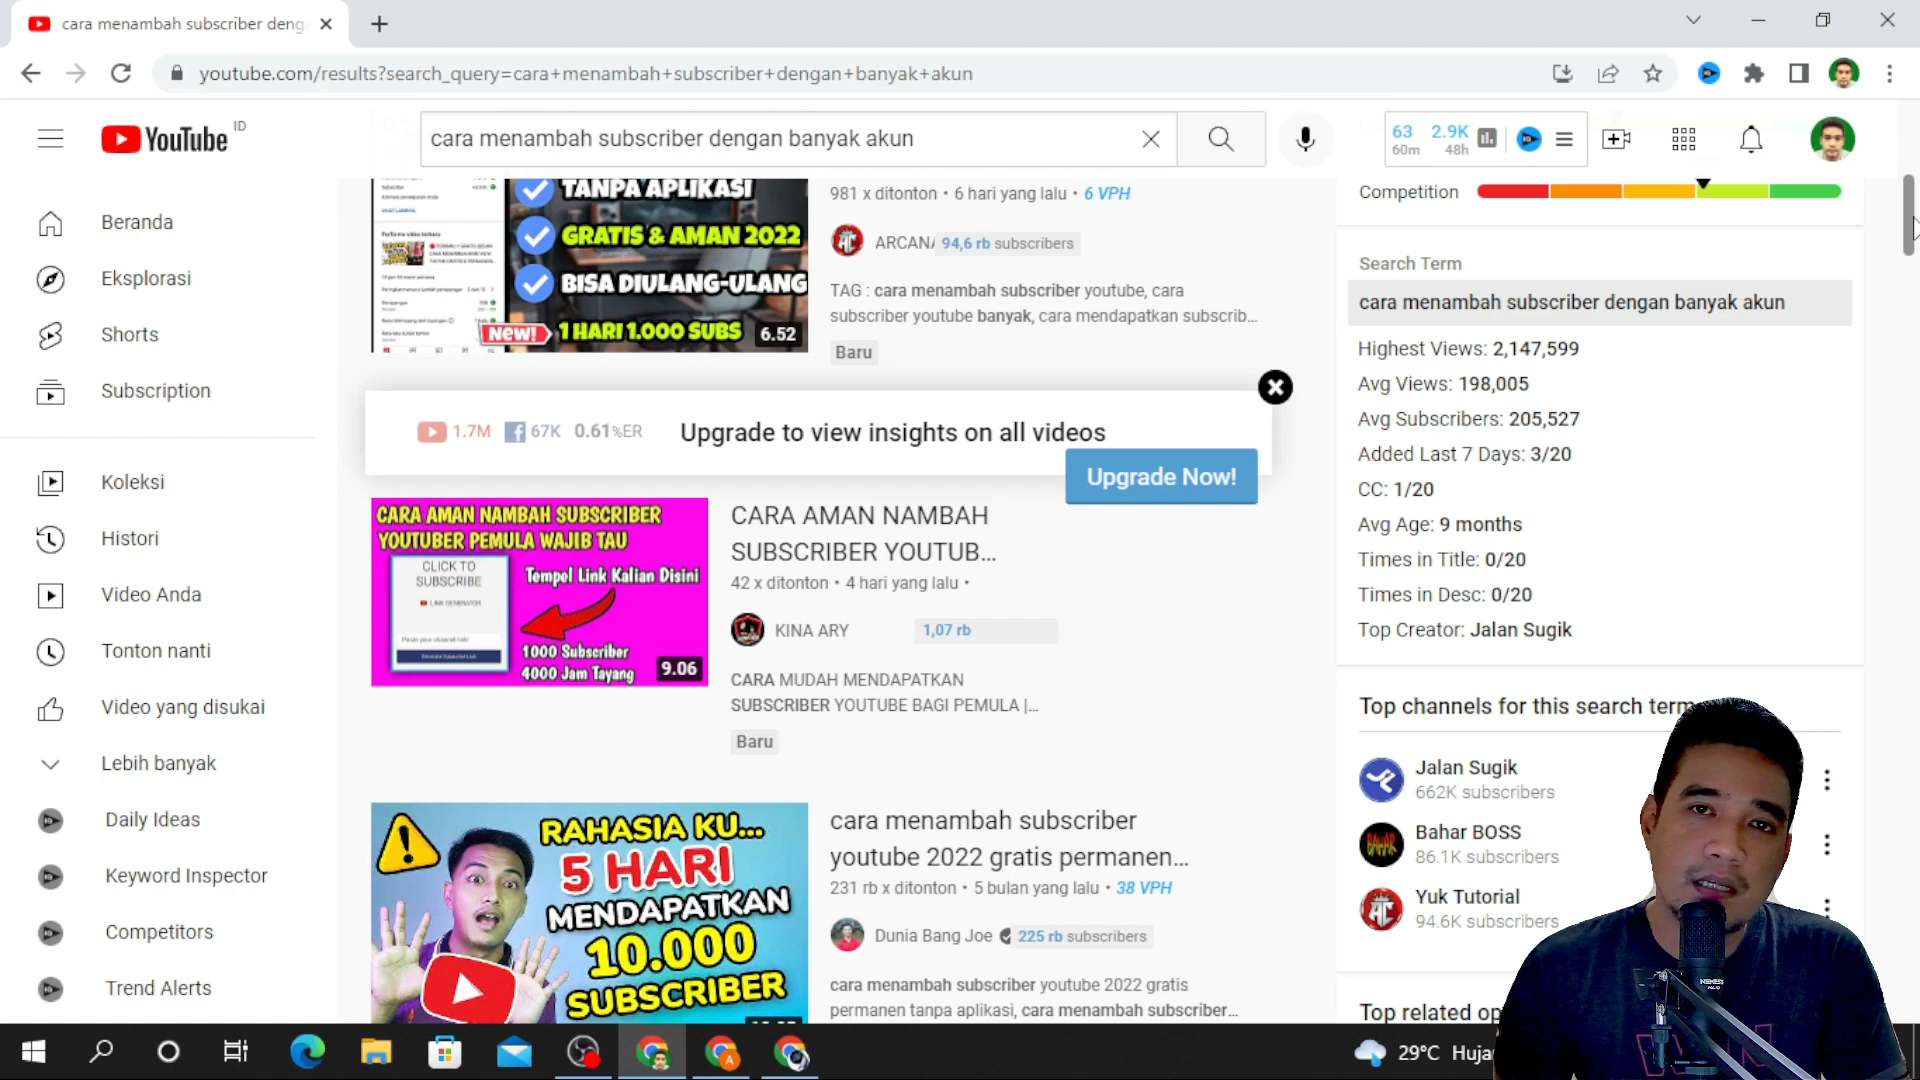 cara menambah subscriber deng
youtube.com/results?search_query=cara+menambah+subscriber+dengan+banyak+akun
YouTube ID
cara menambah subscriber dengan banyak akun
63 2.9K
60m 48h
Beranda
Eksplorasi
Shorts
Subscription
Koleksi
Histori
Video Anda
Tonton nanti
Video yang disukai
Lebih banyak
Daily Ideas
Keyword Inspector
Competitors
Trend Alerts
TANPA APLIKASI
GRATIS & AMAN 2022
BISA DIULANG-ULANG
New! 1 HARI 1.000 SUBS
6.52
981 x ditonton • 6 hari yang lalu • 6 VPH
ARCANA 94,6 rb subscribers
TAG : cara menambah subscriber youtube, cara
subscriber youtube banyak, cara mendapatkan subscrib...
Baru
1.7M 67K 0.61%ER Upgrade to view insights on all videos
Upgrade Now!
CARA AMAN NAMBAH SUBSCRIBER
YOUTUBER PEMULA WAJIB TAU
CLICK TO
SUBSCRIBE
LINK GENERATOR
Paste your channel link
Tempel Link Kalian Disini
1000 Subscriber
4000 Jam Tayang
9.06
CARA AMAN NAMBAH
SUBSCRIBER YOUTUB...
42 x ditonton • 4 hari yang lalu •
KINA ARY 1,07 rb
CARA MUDAH MENDAPATKAN
SUBSCRIBER YOUTUBE BAGI PEMULA |...
Baru
RAHASIA KU...
5 HARI
MENDAPATKAN
10.000
SUBSCRIBER
cara menambah subscriber
youtube 2022 gratis permanen...
231 rb x ditonton • 5 bulan yang lalu • 38 VPH
Dunia Bang Joe 225 rb subscribers
cara menambah subscriber youtube 2022 gratis
permanen tanpa aplikasi, cara menambah subscriber...
Competition
Search Term
cara menambah subscriber dengan banyak akun
Highest Views: 2,147,599
Avg Views: 198,005
Avg Subscribers: 205,527
Added Last 7 Days: 3/20
CC: 1/20
Avg Age: 9 months
Times in Title: 0/20
Times in Desc: 0/20
Top Creator: Jalan Sugik
Top channels for this search term
Jalan Sugik
662K subscribers
Bahar BOSS
86.1K subscribers
Yuk Tutorial
94.6K subscribers
Top related op
29°C Huja